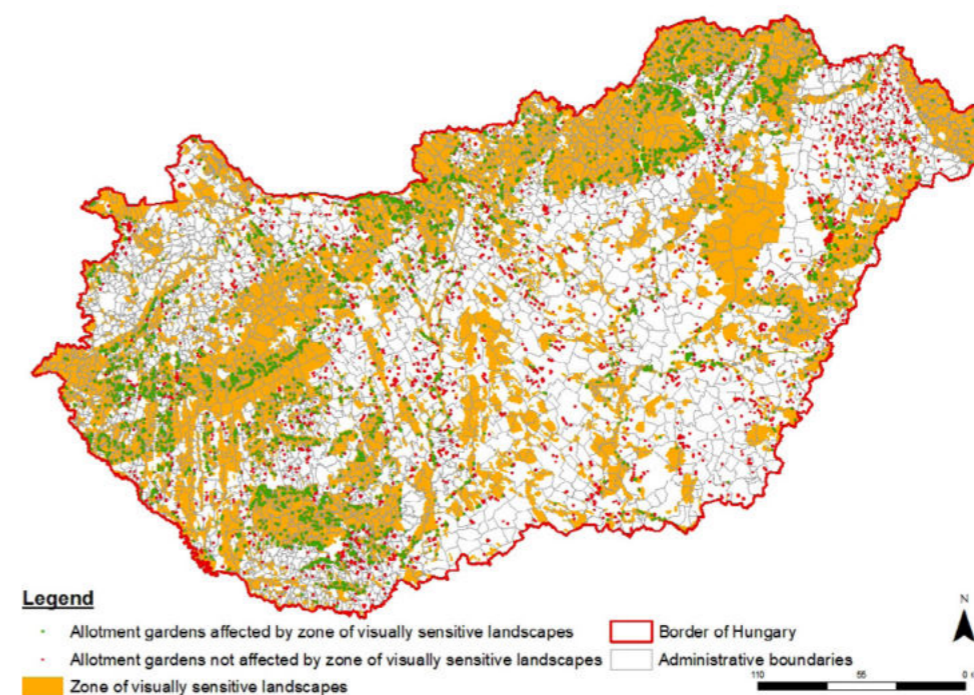 Legend
Allotment gardens affected by zone of visually sensitive landscapes
Allotment gardens not affected by zone of visually sensitive landscapes
Zone of visually sensitive landscapes
Border of Hungary
Administrative boundaries
N
110 55 0